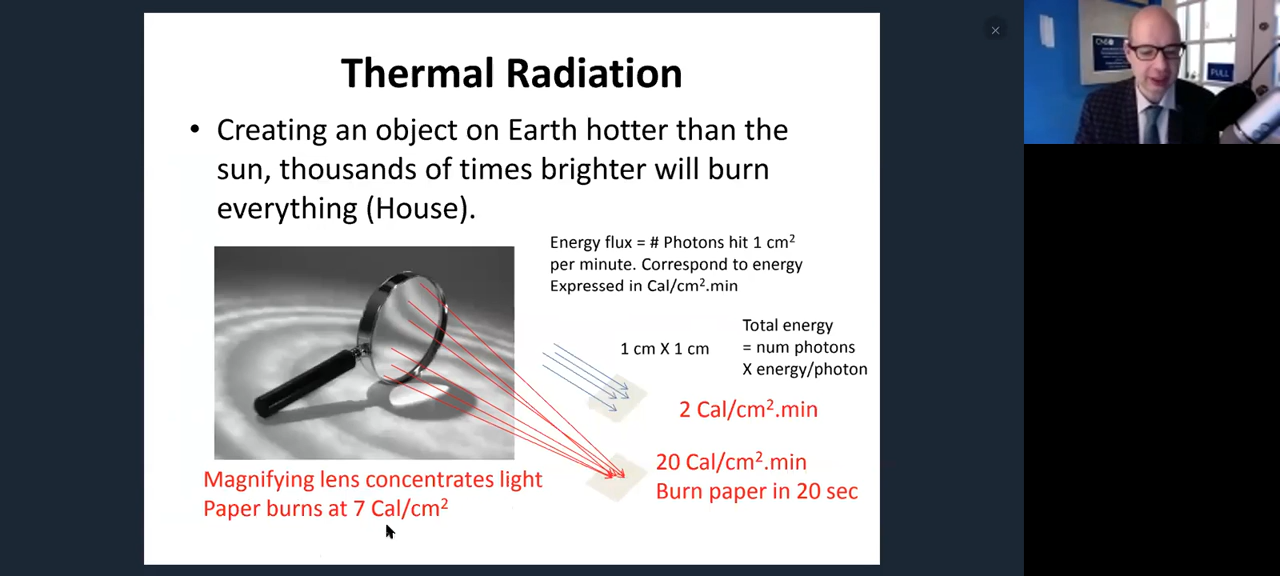 Thermal Radiation
• Creating an object on Earth hotter than the
sun, thousands of times brighter will burn
everything (House).
Energy flux = # Photons hit 1 cm²
per minute. Correspond to energy
Expressed in Cal/cm².min
Total energy
= num photons
X energy/photon
1 cm X 1 cm
2 Cal/cm².min
20 Cal/cm².min
Burn paper in 20 sec
Magnifying lens concentrates light
Paper burns at 7 Cal/cm²
PULL